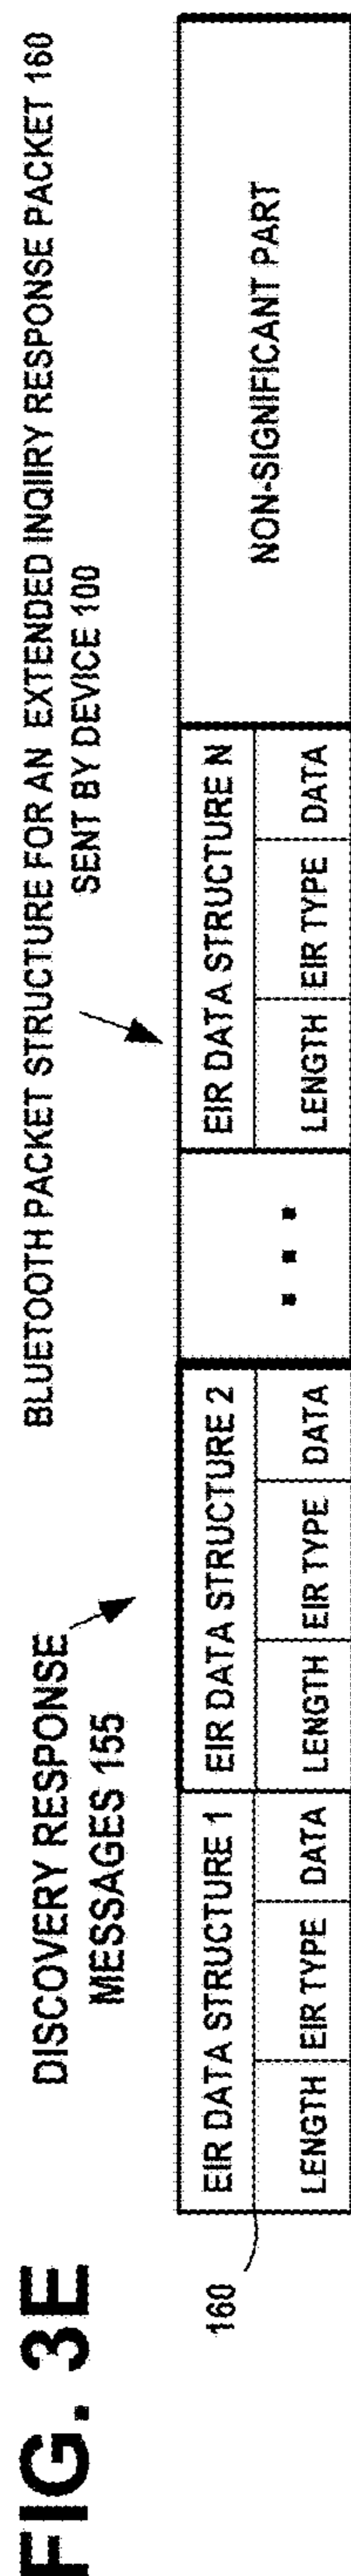 FIG. 3E
DISCOVERY RESPONSE
MESSAGES 155
BLUETOOTH PACKET STRUCTURE FOR AN EXTENDED INQIIRY RESPONSE PACKET 160
SENT BY DEVICE 100
160
EIR DATA STRUCTURE 1
LENGTH EIR TYPE DATA
EIR DATA STRUCTURE 2
LENGTH EIR TYPE DATA
...
EIR DATA STRUCTURE N
LENGTH EIR TYPE DATA
NON-SIGNIFICANT PART